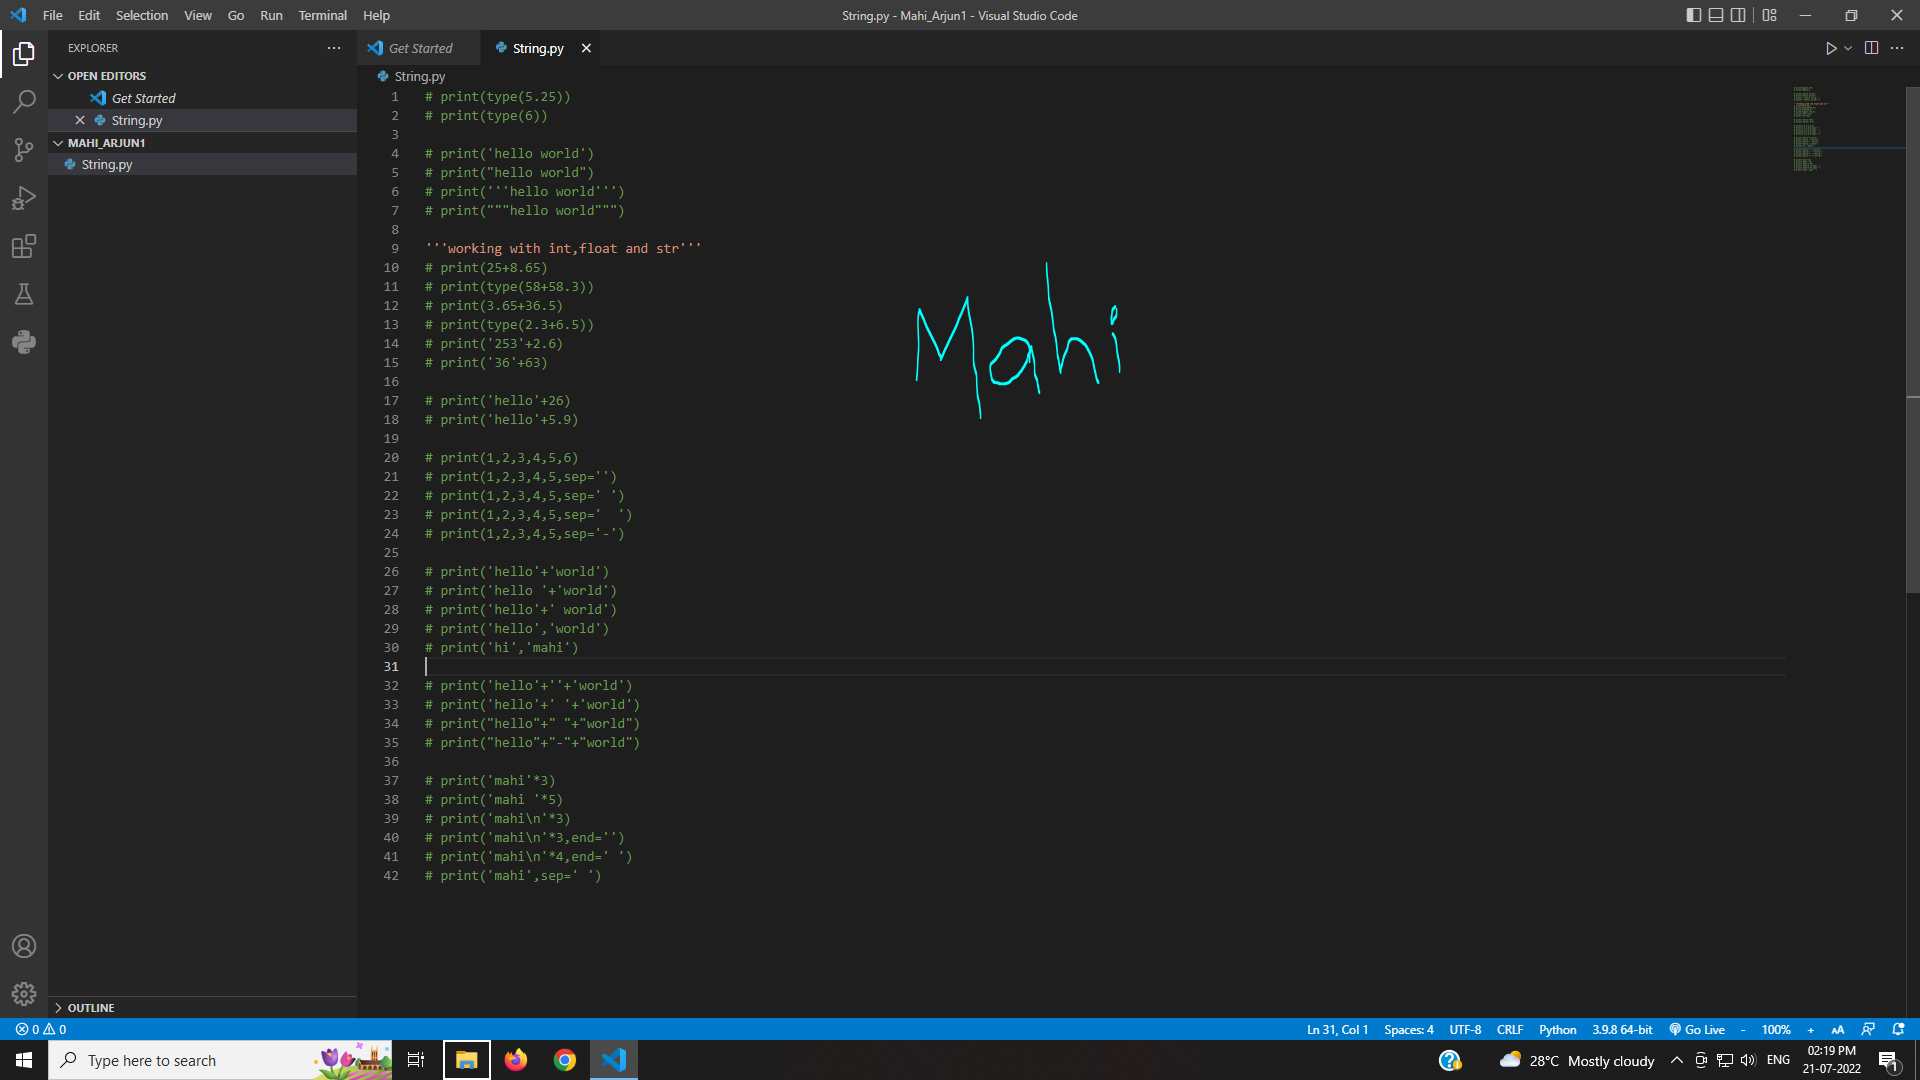 File Edit Selection View Go Run Terminal Help
String.py - Mahi_Arjun1 - Visual Studio Code
EXPLORER
OPEN EDITORS
Get Started
String.py
MAHI_ARJUN1
String.py
Get Started
String.py
String.py
1 # print(type(5.25))
2 # print(type(6))
3
4 # print('hello world')
5 # print("hello world")
6 # print('''hello world''')
7 # print("""hello world""")
8
9 '''working with int,float and str'''
10 # print(25+8.65)
11 # print(type(58+58.3))
12 # print(3.65+36.5)
13 # print(type(2.3+6.5))
14 # print('253'+2.6)
15 # print('36'+63)
16
17 # print('hello'+26)
18 # print('hello'+5.9)
19
20 # print(1,2,3,4,5,6)
21 # print(1,2,3,4,5,sep='')
22 # print(1,2,3,4,5,sep=' ')
23 # print(1,2,3,4,5,sep='  ')
24 # print(1,2,3,4,5,sep='-')
25
26 # print('hello'+'world')
27 # print('hello '+'world')
28 # print('hello'+' world')
29 # print('hello','world')
30 # print('hi','mahi')
31
32 # print('hello'+''+'world')
33 # print('hello'+' '+'world')
34 # print("hello"+" "+"world")
35 # print("hello"+"-"+"world")
36
37 # print('mahi'*3)
38 # print('mahi '*5)
39 # print('mahi\n'*3)
40 # print('mahi\n'*3,end='')
41 # print('mahi\n'*4,end=' ')
42 # print('mahi',sep=' ')
Mahi
OUTLINE
0 0
Ln 31, Col 1 Spaces: 4 UTF-8 CRLF Python 3.9.8 64-bit Go Live - 100% +
Type here to search
28°C Mostly cloudy
ENG
02:19 PM
21-07-2022
1